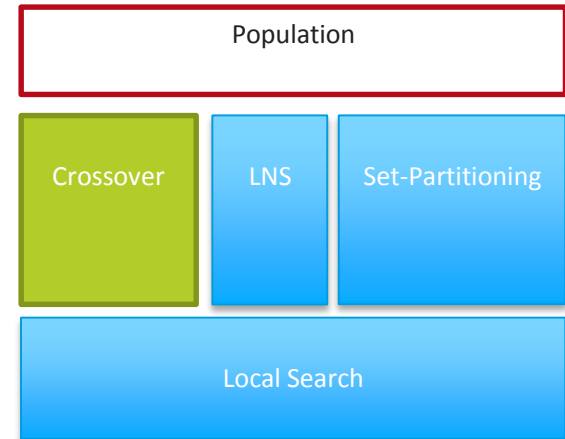 Population
Crossover
LNS
Set-Partitioning
Local Search